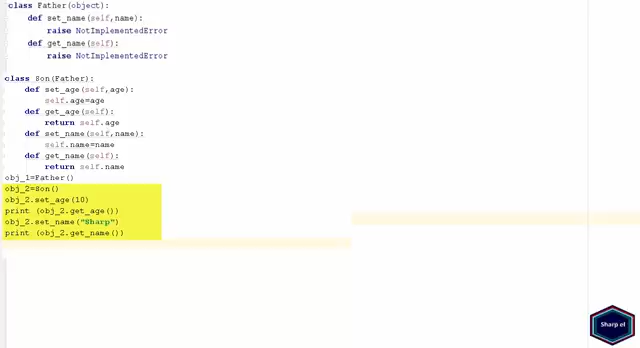 class Father(object):
    def set_name(self,name):
        raise NotImplementedError
    def get_name(self):
        raise NotImplementedError
class Son(Father):
    def set_age(self,age):
        self.age=age
    def get_age(self):
        return self.age
    def set_name(self,name):
        self.name=name
    def get_name(self):
        return self.name
obj_1=Father()
obj_2=Son()
obj_2.set_age(10)
print (obj_2.get_age())
obj_2.set_name("Sharp")
print (obj_2.get_name())
Sharp el